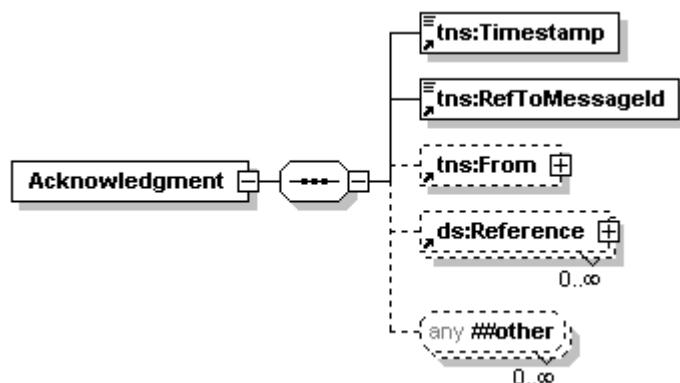 tns:Timestamp
tns:RefToMessageId
Acknowledgment
tns:From
ds:Reference
0..∞
any ##other
0..∞